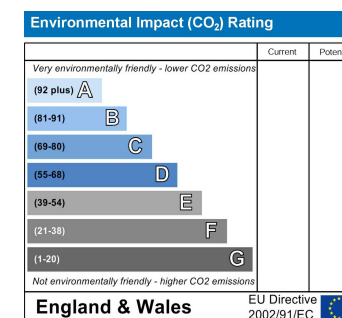 Environmental Impact (CO₂) Rating
Current Poten
Very environmentally friendly - lower CO2 emissions
(92 plus) A
(81-91) B
(69-80) C
(55-68) D
(39-54) E
(21-38) F
(1-20) G
Not environmentally friendly - higher CO2 emissions
England & Wales
EU Directive
2002/91/EC